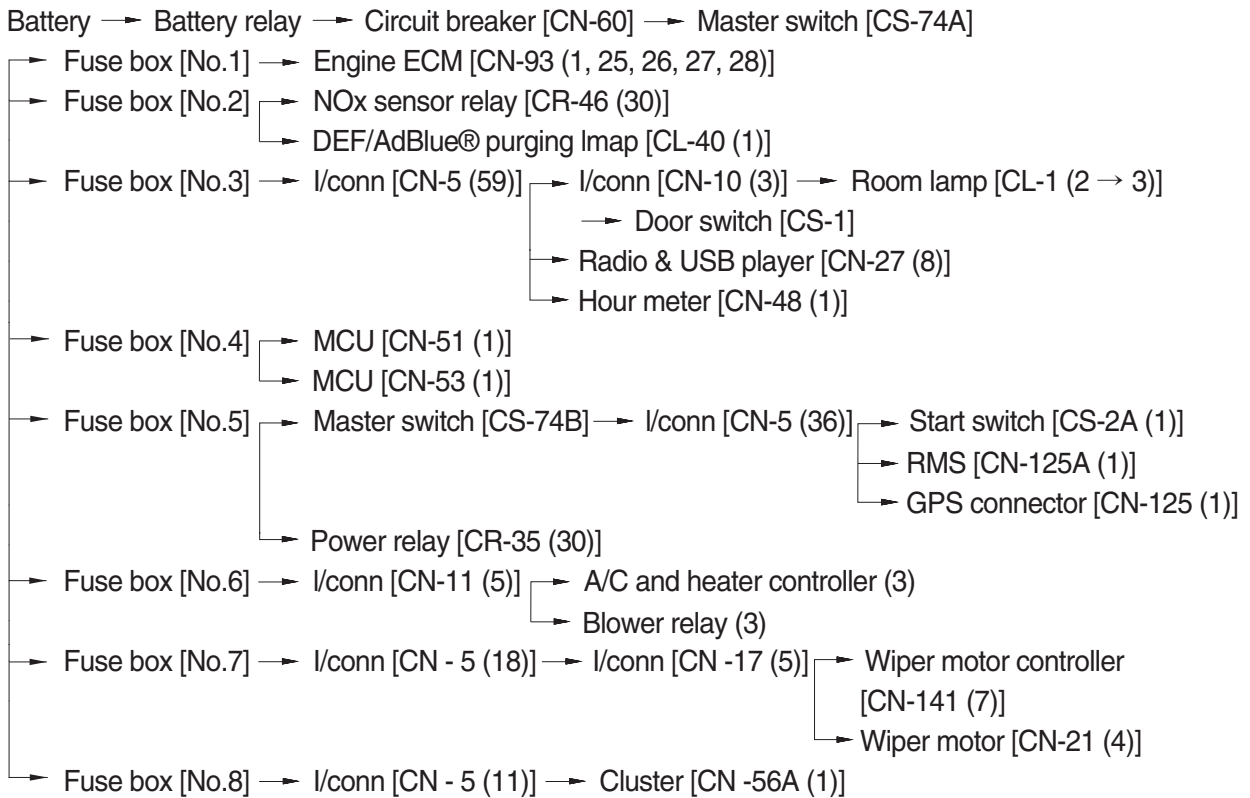 Battery → Battery relay → Circuit breaker [CN-60] → Master switch [CS-74A]
→ Fuse box [No.1] → Engine ECM [CN-93 (1, 25, 26, 27, 28)]
→ Fuse box [No.2] → NOx sensor relay [CR-46 (30)]
→ DEF/AdBlue® purging lmap [CL-40 (1)]
→ Fuse box [No.3] → I/conn [CN-5 (59)] → I/conn [CN-10 (3)] → Room lamp [CL-1 (2 → 3)]
→ Door switch [CS-1]
→ Radio & USB player [CN-27 (8)]
→ Hour meter [CN-48 (1)]
→ Fuse box [No.4] → MCU [CN-51 (1)]
→ MCU [CN-53 (1)]
→ Fuse box [No.5] → Master switch [CS-74B] → I/conn [CN-5 (36)] → Start switch [CS-2A (1)]
→ RMS [CN-125A (1)]
→ GPS connector [CN-125 (1)]
→ Power relay [CR-35 (30)]
→ Fuse box [No.6] → I/conn [CN-11 (5)] → A/C and heater controller (3)
→ Blower relay (3)
→ Fuse box [No.7] → I/conn [CN - 5 (18)] → I/conn [CN -17 (5)] → Wiper motor controller
[CN-141 (7)]
→ Wiper motor [CN-21 (4)]
→ Fuse box [No.8] → I/conn [CN - 5 (11)] → Cluster [CN -56A (1)]